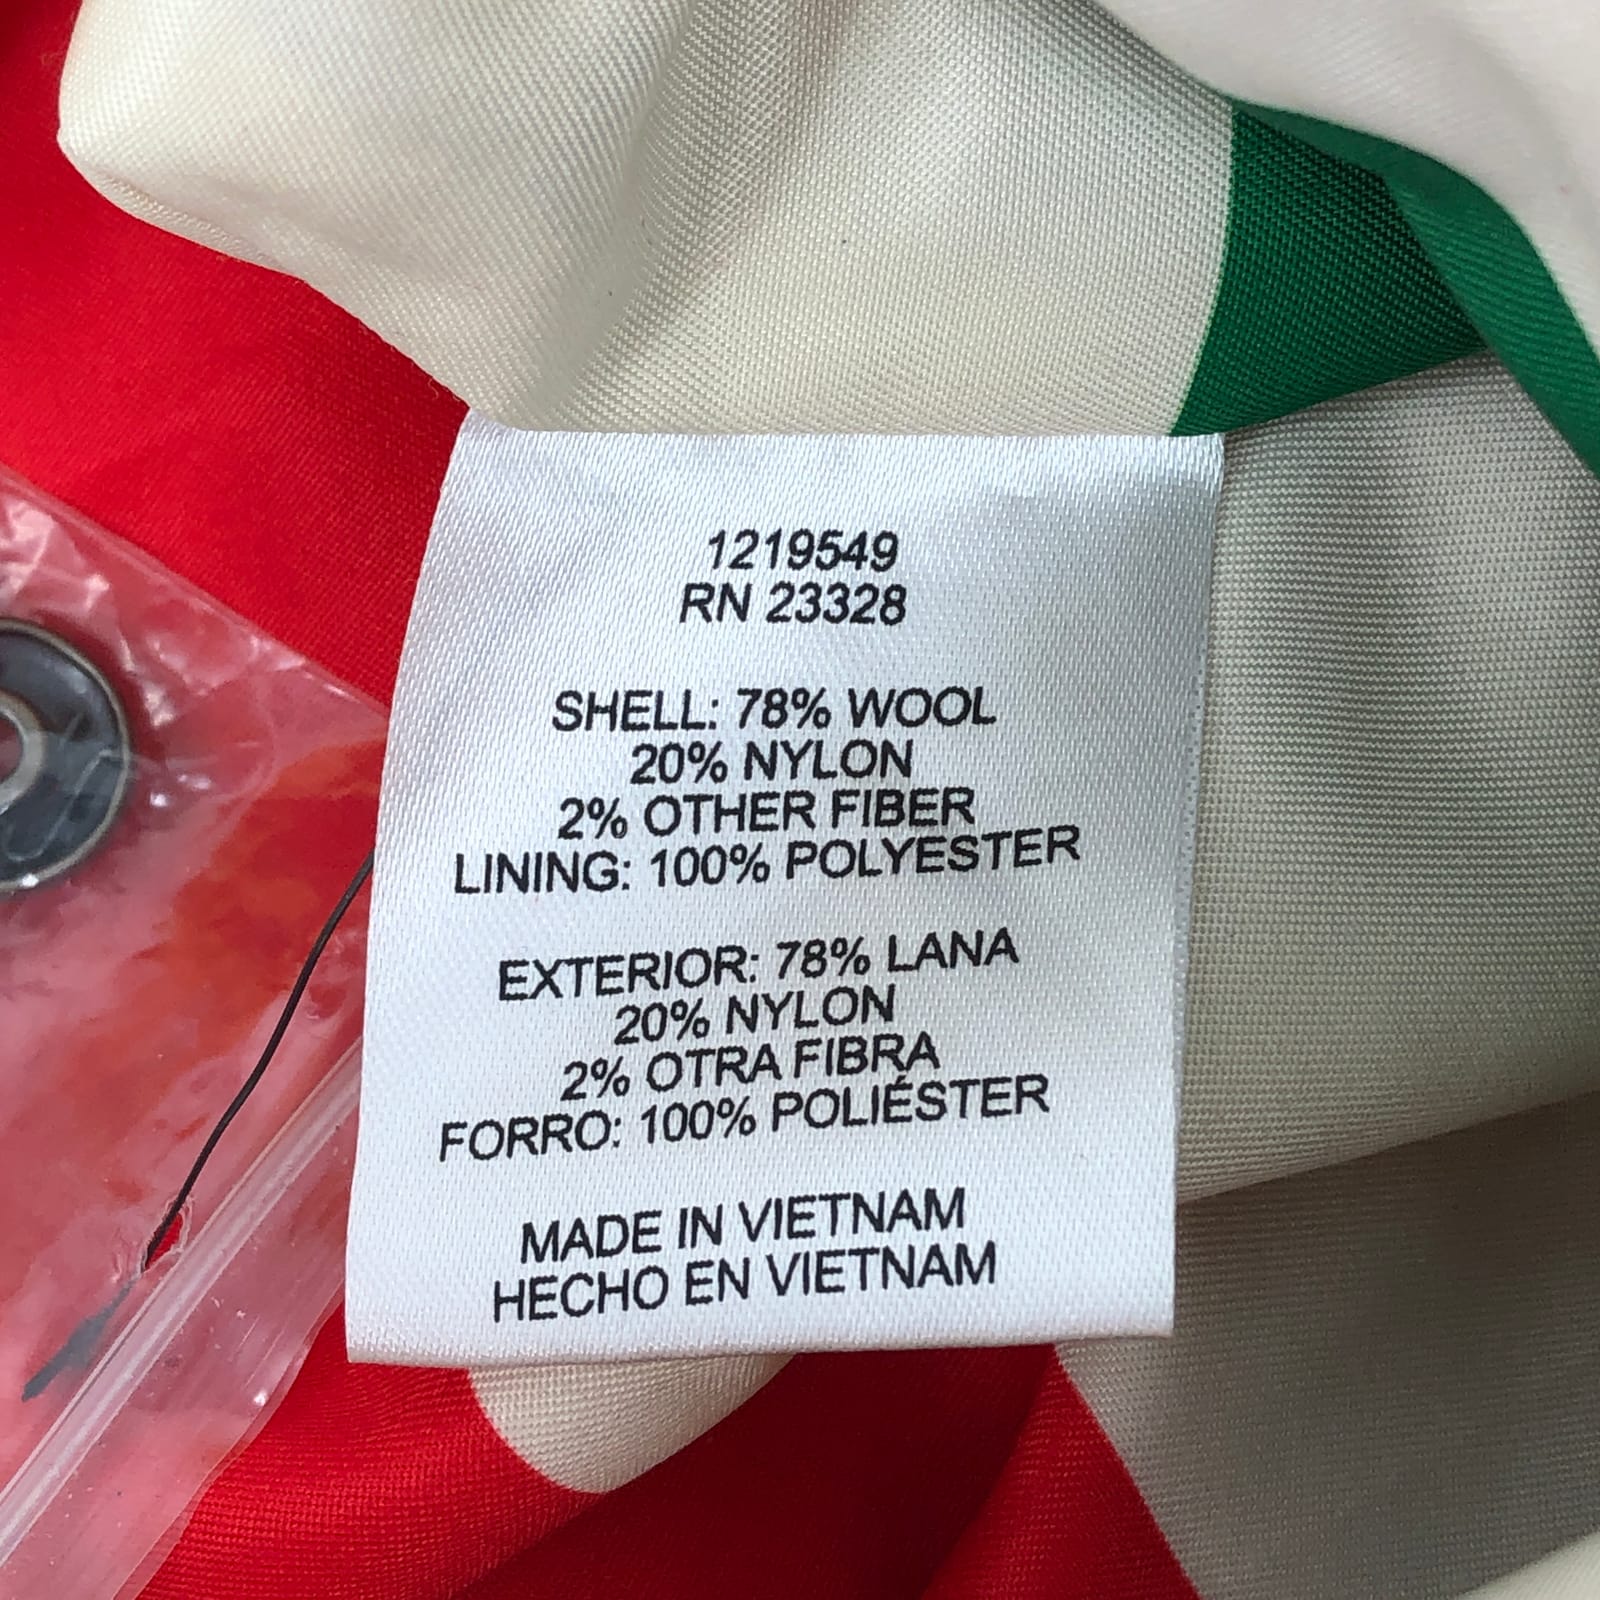 1219549
RN 23328
SHELL: 78% WOOL
20% NYLON
2% OTHER FIBER
LINING: 100% POLYESTER
EXTERIOR: 78% LANA
20% NYLON
2% OTRA FIBRA
FORRO: 100% POLIÉSTER
MADE IN VIETNAM
HECHO EN VIETNAM